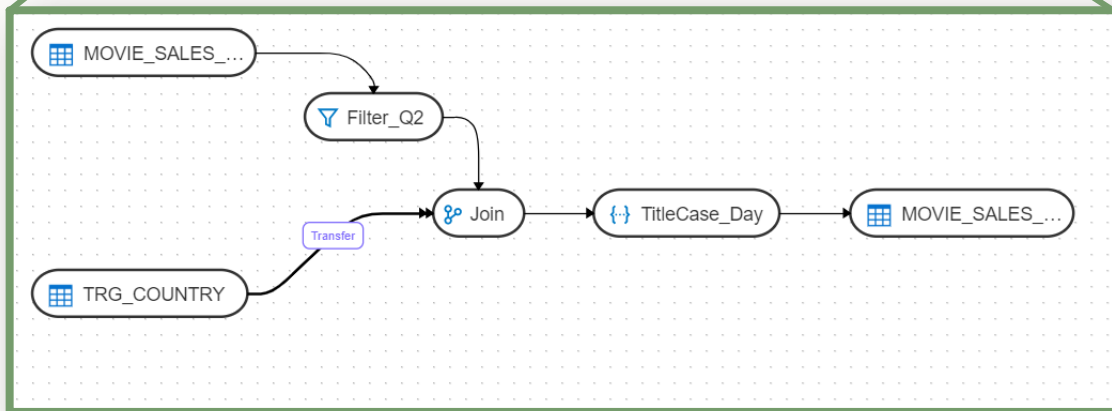 MOVIE_SALES_...
Filter_Q2
Join
TitleCase_Day
MOVIE_SALES_...
Transfer
TRG_COUNTRY